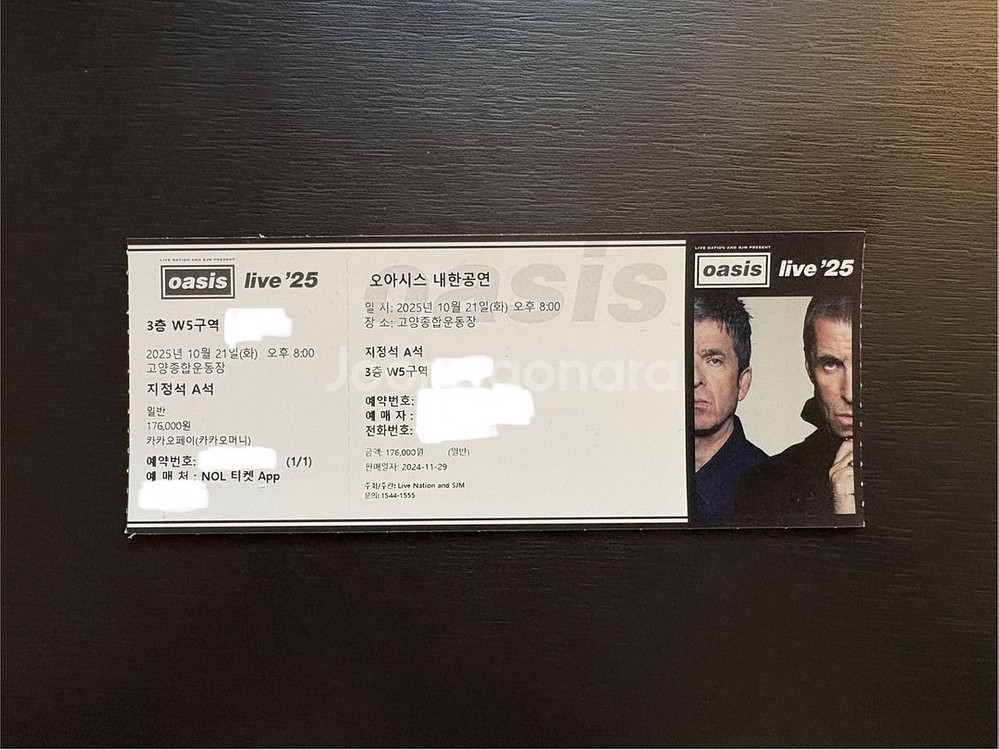 LIVE NATION AND SJM PRESENT
oasis live '25
3층 W5구역
2025년 10월 21일(화) 오후 8:00
고양종합운동장
지정석 A석
일반
176,000원
카카오페이(카카오머니)
예약번호: (1/1)
예 매 처 : NOL 티켓 App
oasis
오아시스 내한공연
일 시: 2025년 10월 21일(화) 오후 8:00
장 소: 고양종합운동장
지정석 A석
3층 W5구역
예약번호:
예 매 자 :
전화번호:
금액: 176,000원 (일반)
판매일자: 2024-11-29
주최/주관: Live Nation and SJM
문의: 1544-1555
LIVE NATION AND SJM PRESENT
oasis live '25
Joonggonara